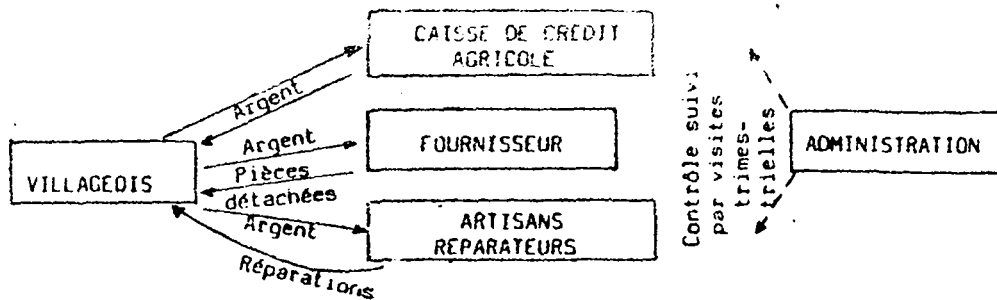 CAISSE DE CREDIT
AGRICOLE
Argent
FOURNISSEUR
Argent
Pièces
détachées
VILLAGEOIS
ARTISANS
REPARATEURS
Argent
Réparations
Contrôle suivi
par visites
trimes-
trielles
ADMINISTRATION